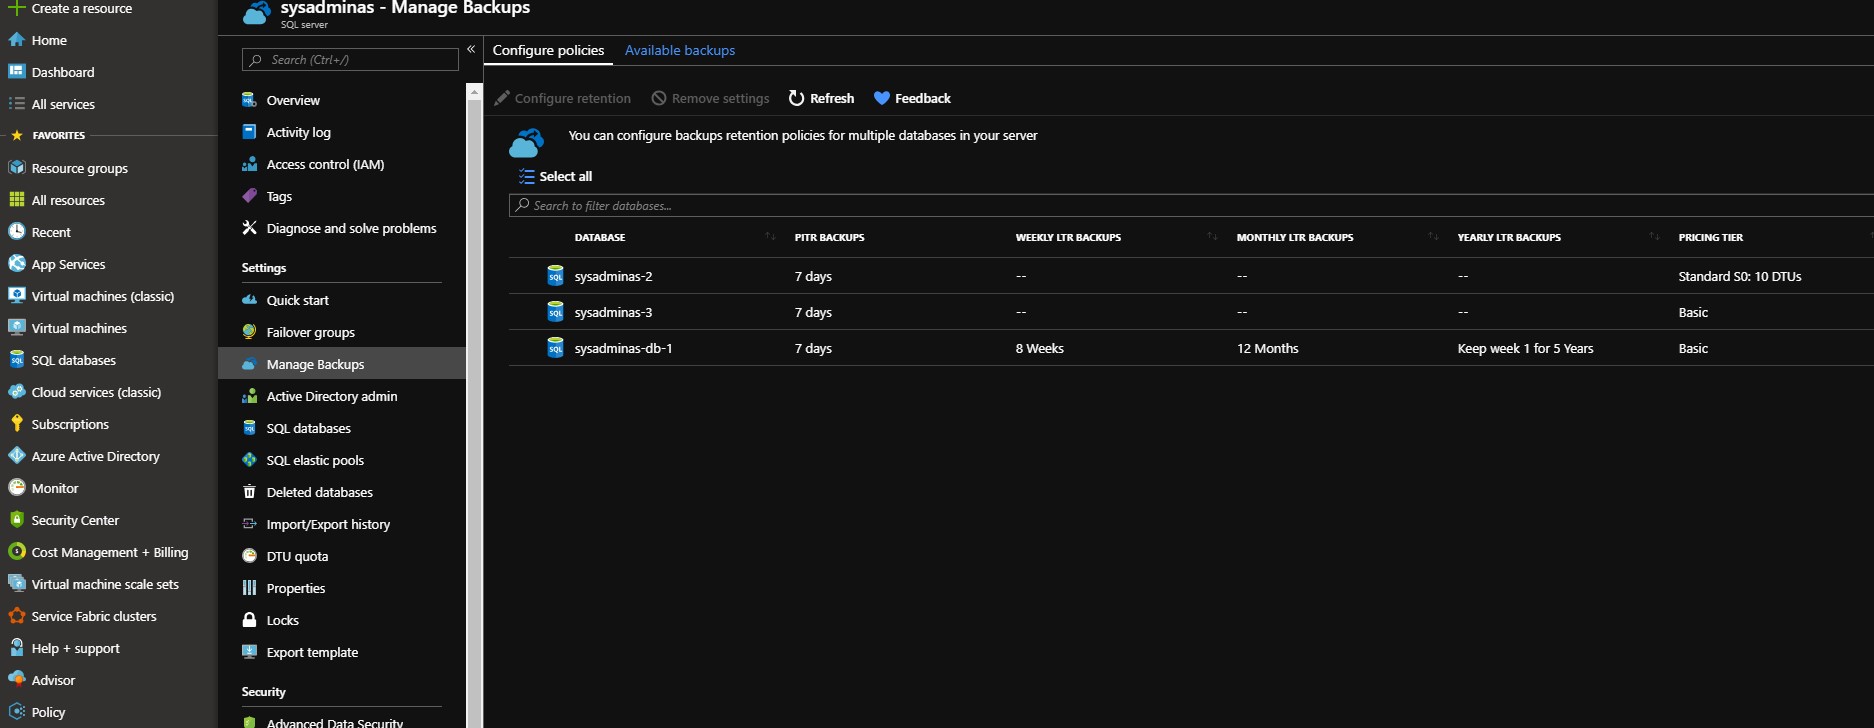 Create a resource
Home
Dashboard
All services
FAVORITES
Resource groups
All resources
Recent
App Services
Virtual machines (classic)
Virtual machines
SQL databases
Cloud services (classic)
Subscriptions
Azure Active Directory
Monitor
Security Center
Cost Management + Billing
Virtual machine scale sets
Service Fabric clusters
Help + support
Advisor
Policy
sysadminas - Manage Backups
SQL server
Search (Ctrl+/)
«
Overview
Activity log
Access control (IAM)
Tags
Diagnose and solve problems
Settings
Quick start
Failover groups
Manage Backups
Active Directory admin
SQL databases
SQL elastic pools
Deleted databases
Import/Export history
DTU quota
Properties
Locks
Export template
Security
Advanced Data Security
Configure policies Available backups
Configure retention Remove settings Refresh Feedback
You can configure backups retention policies for multiple databases in your server
Select all
Search to filter databases...
DATABASE PITR BACKUPS WEEKLY LTR BACKUPS MONTHLY LTR BACKUPS YEARLY LTR BACKUPS PRICING TIER
SQL sysadminas-2 7 days -- -- -- Standard S0: 10 DTUs
SQL sysadminas-3 7 days -- -- -- Basic
SQL sysadminas-db-1 7 days 8 Weeks 12 Months Keep week 1 for 5 Years Basic